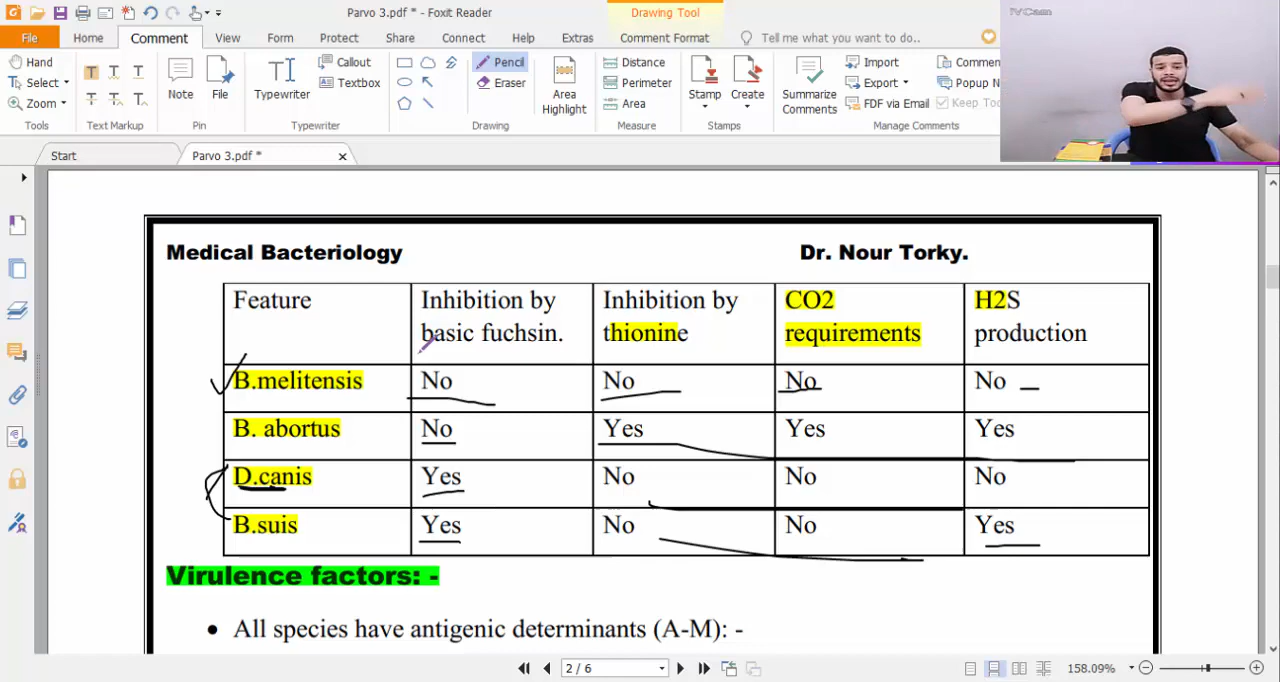 Parvo 3.pdf * - Foxit Reader
Drawing Tool
File Home Comment View Form Protect Share Connect Help Extras Comment Format Tell me what you want to do..
Hand
Select
Zoom
Tools
T T T
T T T
Text Markup
Note
File
Pin
Typewriter
Callout
Textbox
Typewriter
Pencil
Eraser
Drawing
Area
Highlight
Distance
Perimeter
Area
Measure
Stamp
Create
Stamps
Summarize
Comments
Import
Export
FDF via Email
Commen
Popup N
Keep Too
Manage Comments
Start
Parvo 3.pdf *
Medical Bacteriology Dr. Nour Torky.
Feature Inhibition by basic fuchsin. Inhibition by thionine CO2 requirements H2S production
B.melitensis No No No No
B. abortus No Yes Yes Yes
D.canis Yes No No No
B.suis Yes No No Yes
Virulence factors: -
• All species have antigenic determinants (A-M): -
2 / 6
158.09%